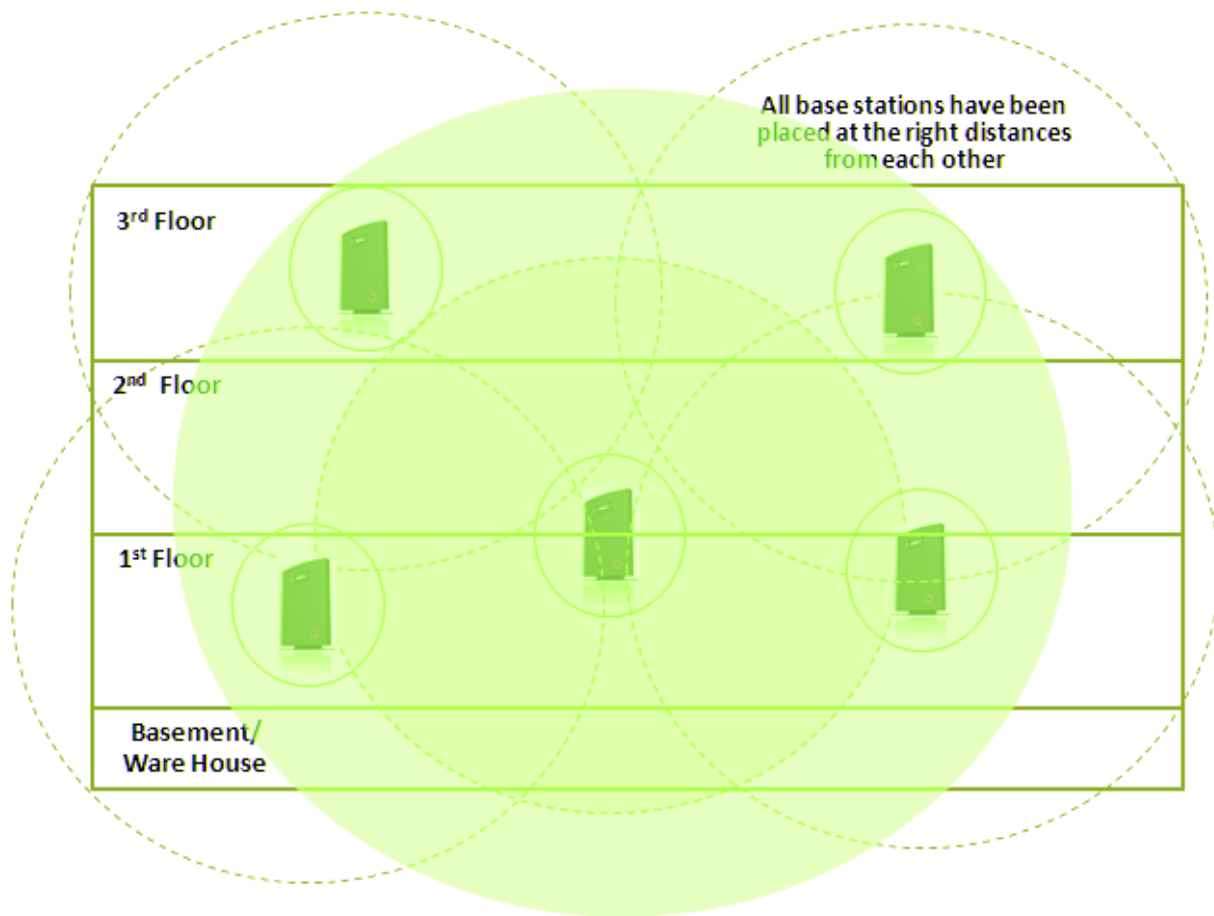 All base stations have been
placed at the right distances
from each other
3rd Floor
2nd Floor
1st Floor
Basement/
Ware House